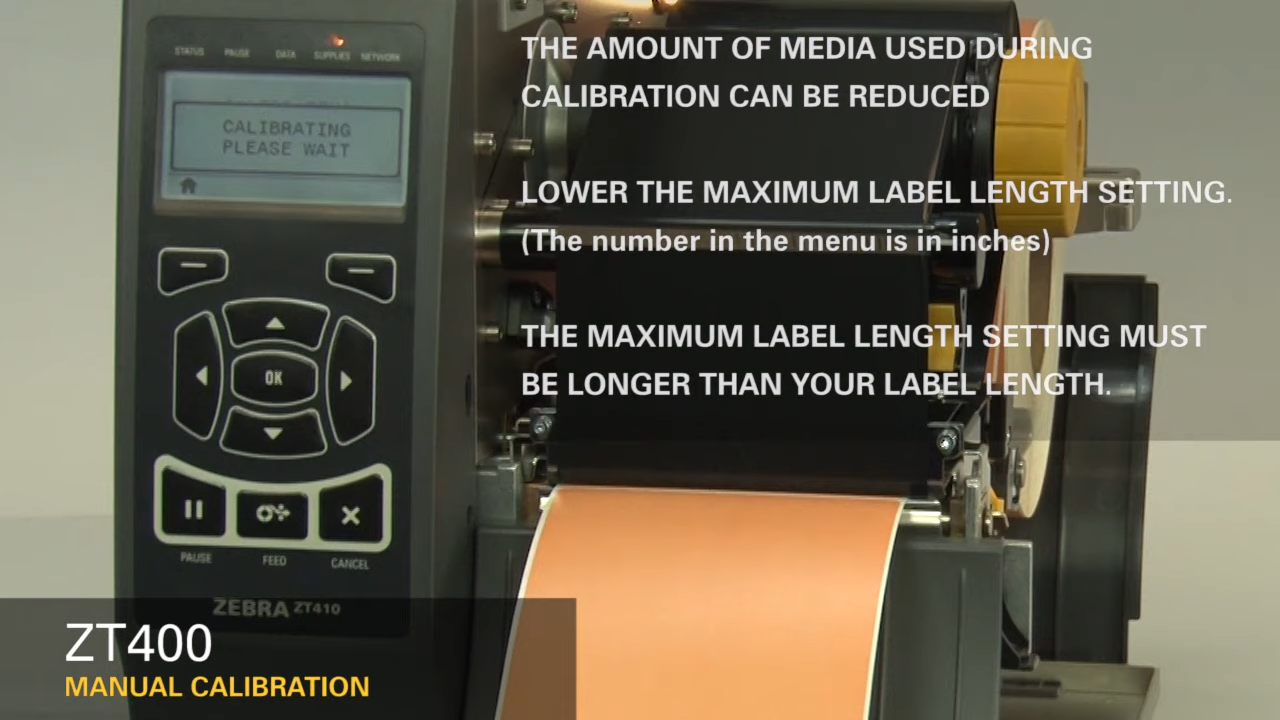 THE AMOUNT OF MEDIA USED DURING
CALIBRATION CAN BE REDUCED
LOWER THE MAXIMUM LABEL LENGTH SETTING.
(The number in the menu is in inches)
THE MAXIMUM LABEL LENGTH SETTING MUST
BE LONGER THAN YOUR LABEL LENGTH.
STATUS PAUSE DATA SUPPLIES NETWORK
CALIBRATING
PLEASE WAIT
OK
PAUSE FEED CANCEL
ZEBRA ZT410
ZT400
MANUAL CALIBRATION